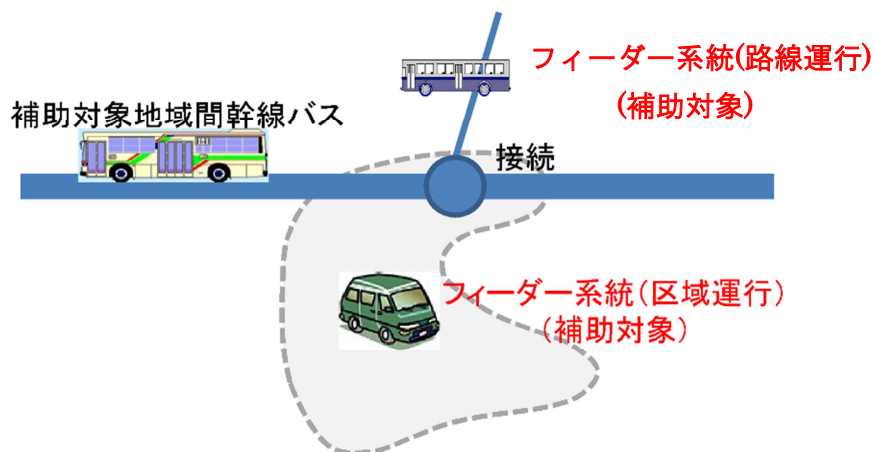 フィーダー系統(路線運行)
(補助対象)
補助対象地域間幹線バス
接続
フィーダー系統(区域運行)
(補助対象)